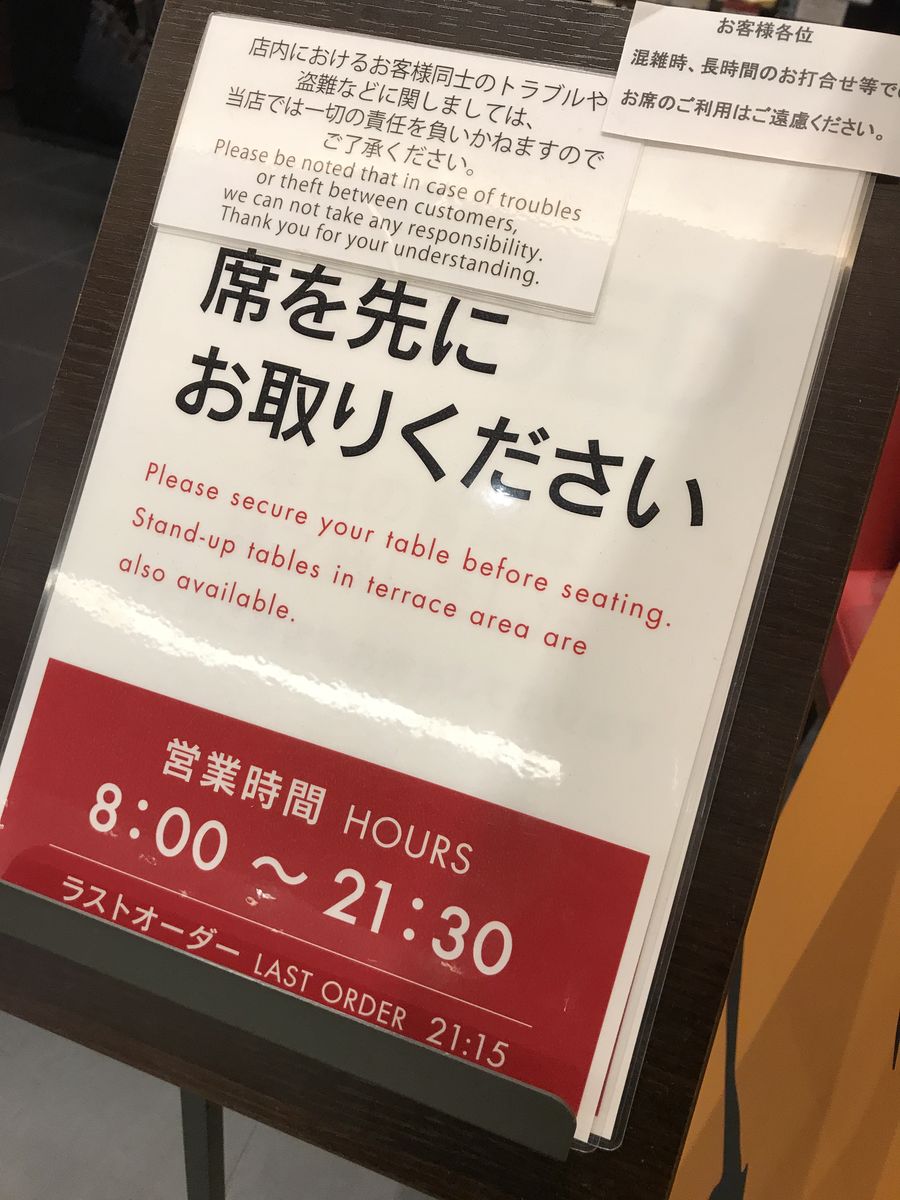 店内におけるお客様同士のトラブルや
盗難などに関しましては、
当店では一切の責任を負いかねますので
ご了承ください。
Please be noted that in case of troubles
or theft between customers,
we can not take any responsibility.
Thank you for your understanding.
お客様各位
混雑時、長時間のお打合せ等での
お席のご利用はご遠慮ください。
席を先に
お取りください
Please secure your table before seating.
Stand-up tables in terrace area are
also available.
営業時間 HOURS
8:00 〜 21:30
ラストオーダー LAST ORDER 21:15